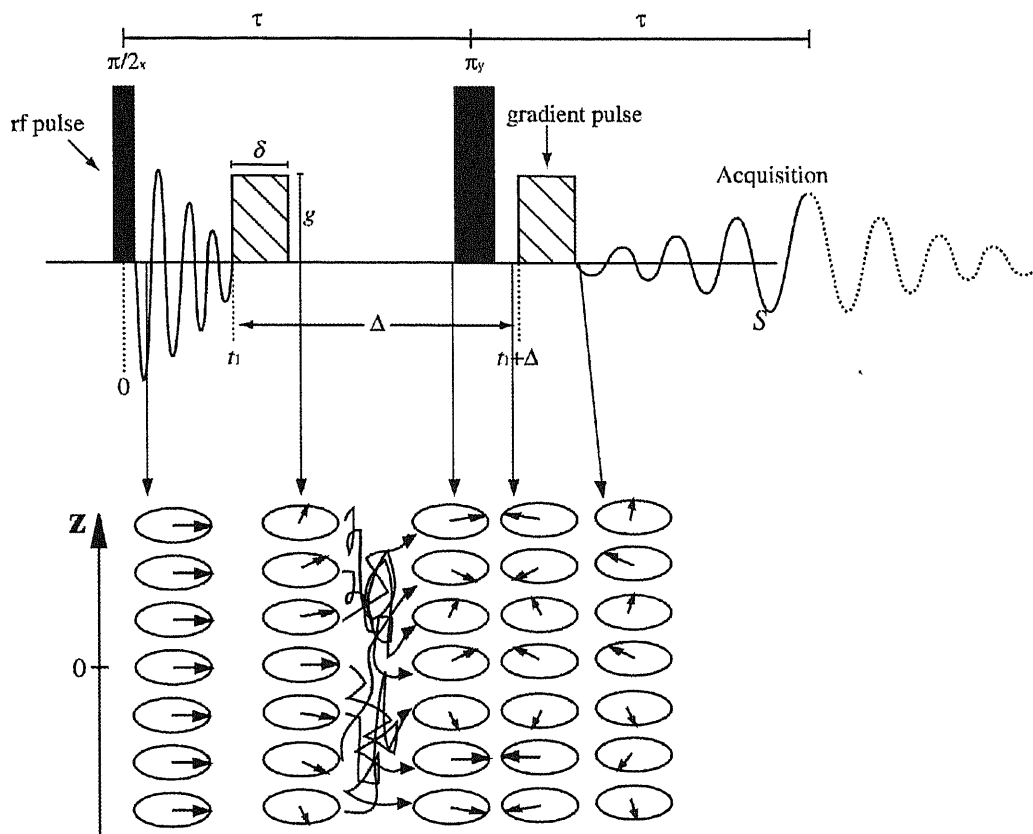 τ τ
π/2x πy
rf pulse
gradient pulse
δ
g
Acquisition
S
t1 Δ t1+Δ
0
z
0